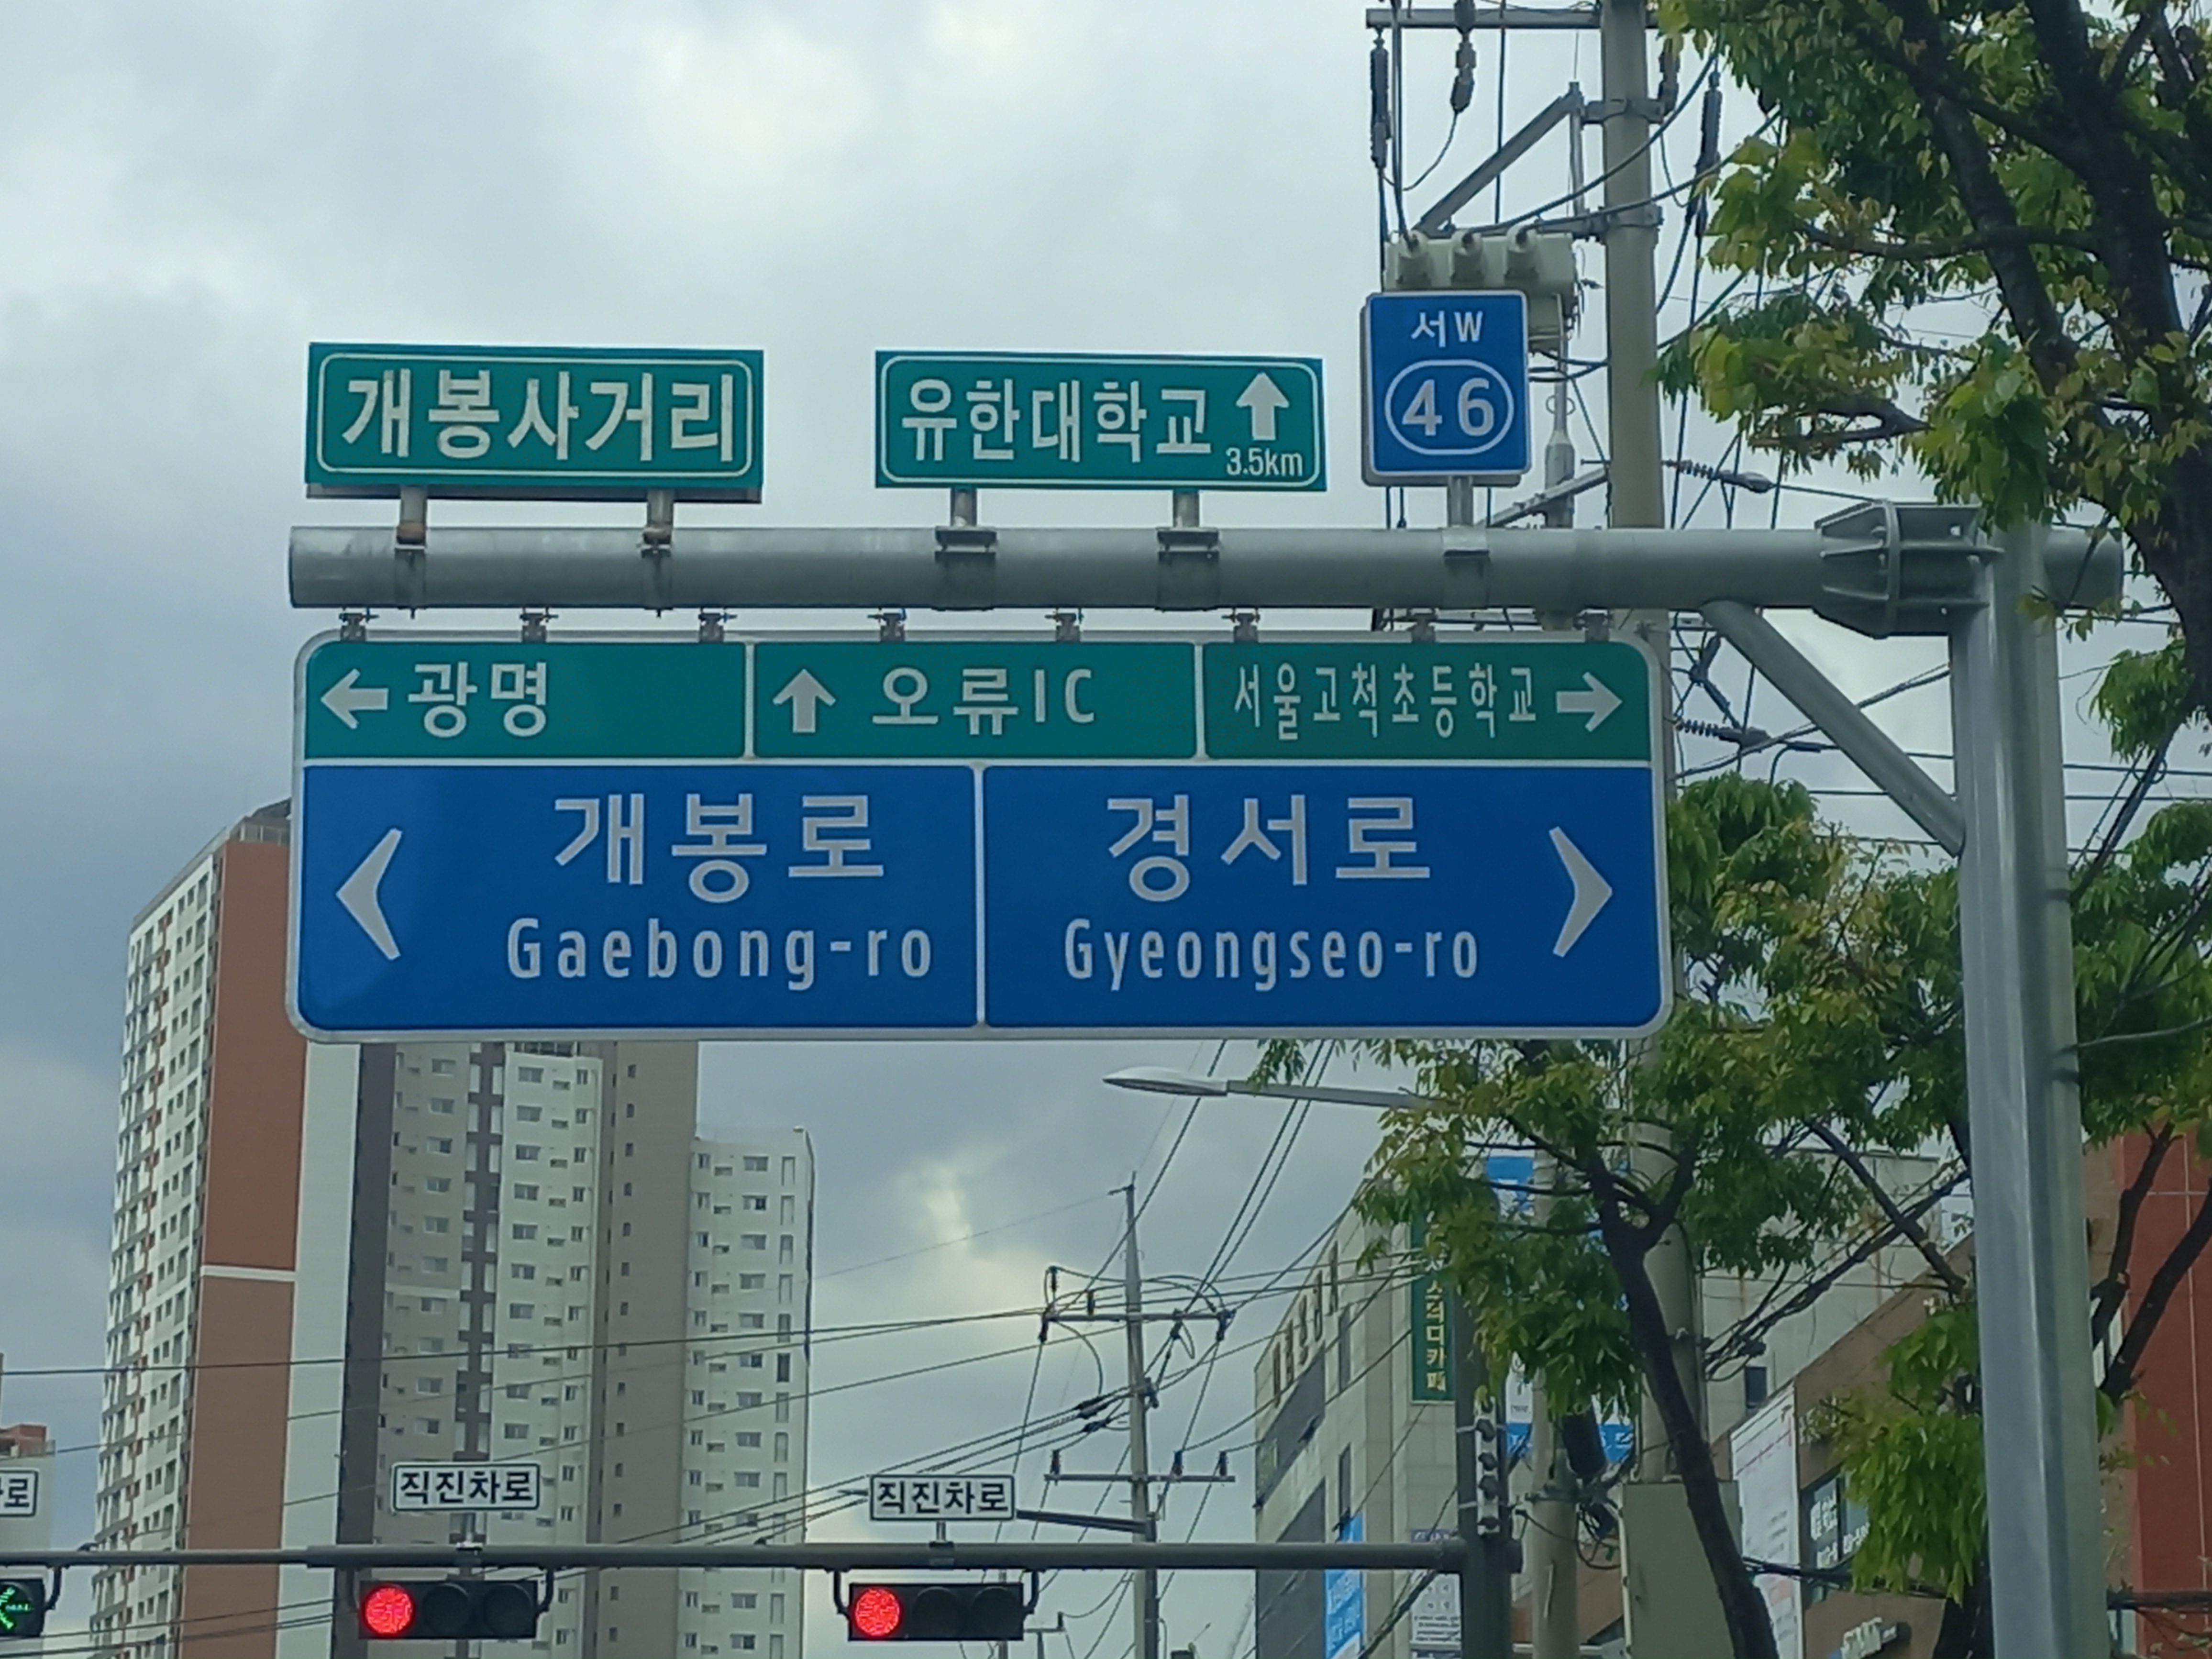 개봉사거리
유한대학교
3.5km
서W
46
광명
오류IC
서울고척초등학교
개봉로
Gaebong-ro
경서로
Gyeongseo-ro
직진차로
직진차로